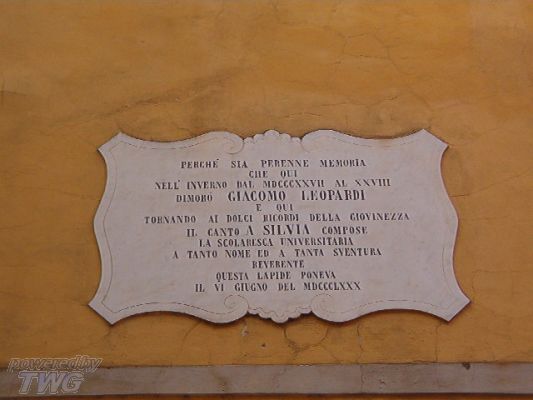 PERCHÉ SIA PERENNE MEMORIA
CHE QUI
NELL' INVERNO DAL MDCCCXXVII AL XXVIII
DIMORÒ GIACOMO LEOPARDI
E QUI
TORNANDO AI DOLCI RICORDI DELLA GIOVINEZZA
IL CANTO A SILVIA COMPOSE
LA SCOLARESCA UNIVERSITARIA
A TANTO NOME ED A TANTA SVENTURA
REVERENTE
QUESTA LAPIDE PONEVA
IL VI GIUGNO DEL MDCCCLXXX
powered by
TWG